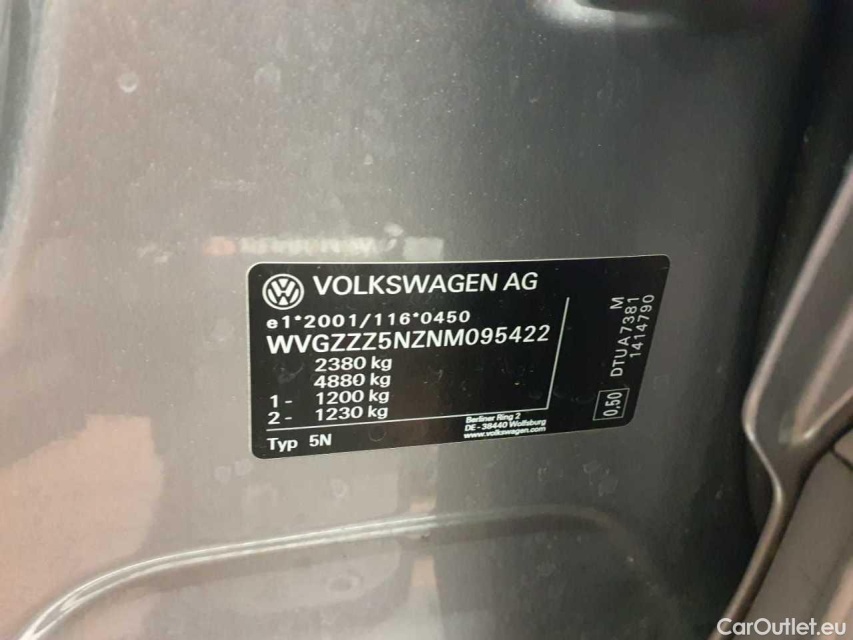 VOLKSWAGEN AG
e1*2001/116*0450
WVGZZZ5NZNM095422
2380 kg
4880 kg
1- 1200 kg
2- 1230 kg
Typ 5N
Berliner Ring 2
DE-38440 Wolfsburg
www.volkswagen.com
M
DTUA7381
1414790
0,50
CarOutlet.eu